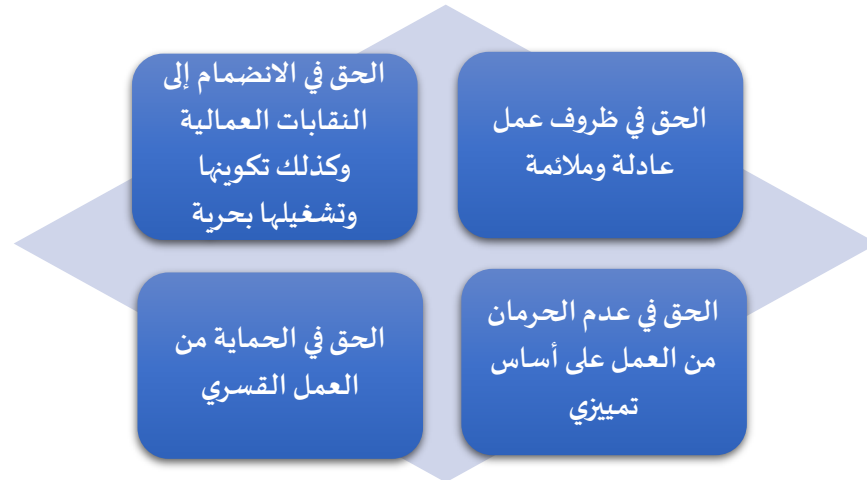 الحق في ظروف عمل
عادلة وملائمة
الحق في الانضمام إلى
النقابات العمالية
وكذلك تكوينها
وتشغيلها بحرية
الحق في عدم الحرمان
من العمل على أساس
تمييزي
الحق في الحماية من
العمل القسري